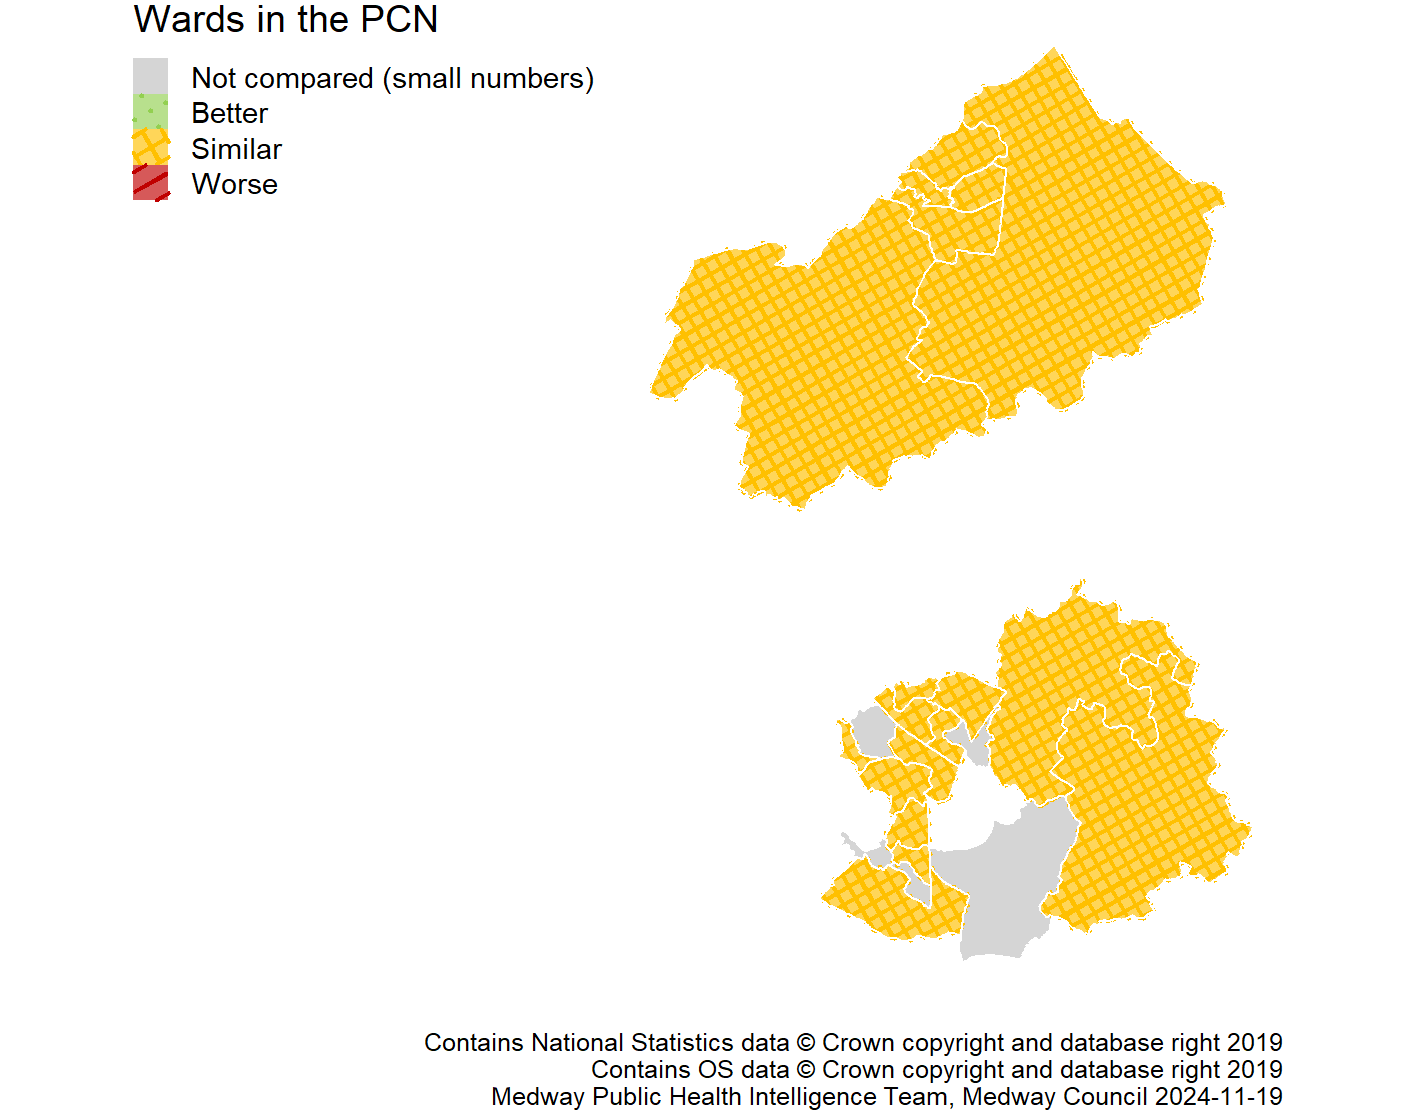 Wards in the PCN
Not compared (small numbers)
Better
Similar
Worse
Contains National Statistics data © Crown copyright and database right 2019
Contains OS data © Crown copyright and database right 2019
Medway Public Health Intelligence Team, Medway Council 2024-11-19